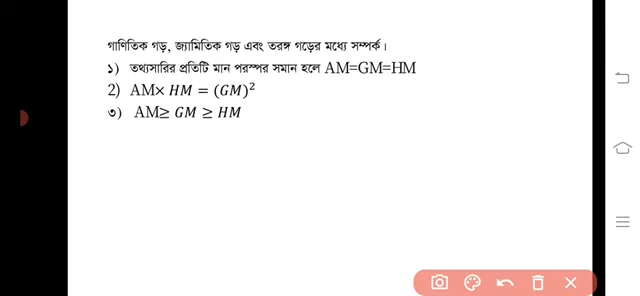 গাণিতিক গড়, জ্যামিতিক গড় এবং তরঙ্গ গড়ের মধ্যে সম্পর্ক।
১) তথ্যসারির প্রতিটি মান পরস্পর সমান হলে AM=GM=HM
2) AM× HM = (GM)²
৩) AM≥ GM ≥ HM